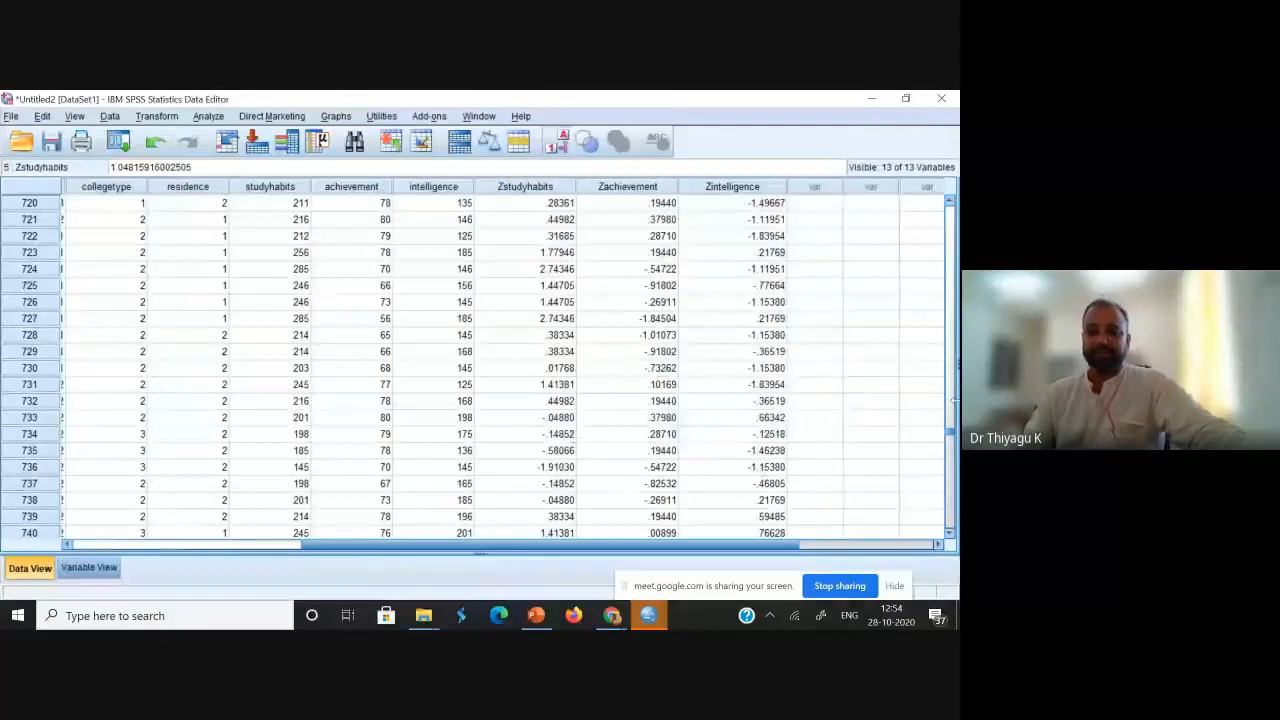 *Untitled2 [DataSet1] - IBM SPSS Statistics Data Editor
File Edit View Data Transform Analyze Direct Marketing Graphs Utilities Add-ons Window Help
5 : Zstudyhabits 1.04815916002505 Visible: 13 of 13 Variables
collegetype residence studyhabits achievement intelligence Zstudyhabits Zachievement Zintelligence var var var
720 1 2 211 78 135 .28361 .19440 -1.49667
721 2 1 216 80 146 .44982 .37980 -1.11951
722 2 1 212 79 125 .31685 .28710 -1.83954
723 2 1 256 78 185 1.77946 .19440 .21769
724 2 1 285 70 146 2.74346 -.54722 -1.11951
725 2 1 246 66 156 1.44705 -.91802 -.77664
726 2 1 246 73 145 1.44705 -.26911 -1.15380
727 2 1 285 56 185 2.74346 -1.84504 .21769
728 2 2 214 65 145 .38334 -1.01073 -1.15380
729 2 2 214 66 168 .38334 -.91802 -.36519
730 2 2 203 68 145 .01768 -.73262 -1.15380
731 2 2 245 77 125 1.41381 .10169 -1.83954
732 2 2 216 78 168 .44982 .19440 -.36519
733 2 2 201 80 198 -.04880 .37980 .66342
734 3 2 198 79 175 -.14852 .28710 -.12518
735 3 2 185 78 136 -.58066 .19440 -1.46238
736 3 2 145 70 145 -1.91030 -.54722 -1.15380
737 2 2 198 67 165 -.14852 -.82532 -.46805
738 2 2 201 73 185 -.04880 -.26911 .21769
739 2 2 214 78 196 .38334 .19440 .59485
740 3 1 245 76 201 1.41381 .00899 .76628
Data View Variable View
meet.google.com is sharing your screen. Stop sharing Hide
Type here to search
ENG
12:54
28-10-2020
37
Dr Thiyagu K